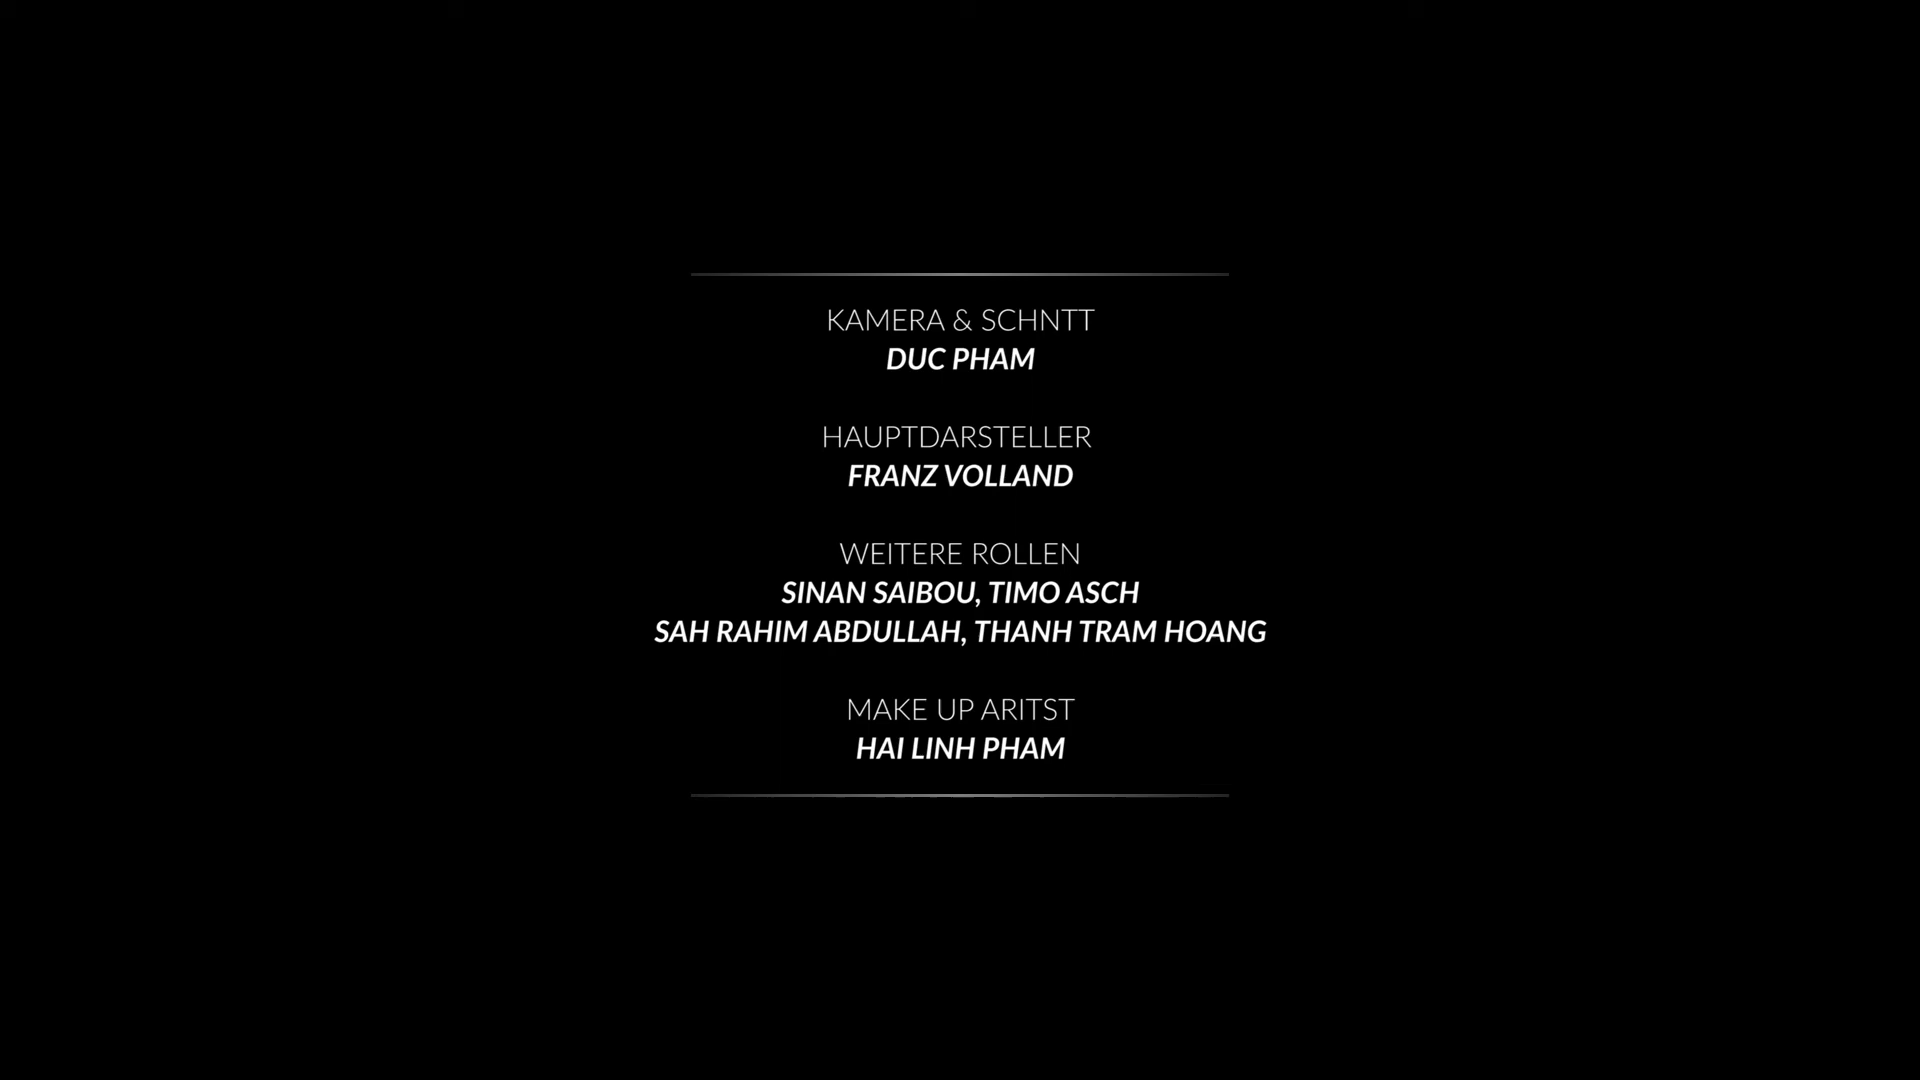 KAMERA & SCHNTT
DUC PHAM
HAUPTDARSTELLER
FRANZ VOLLAND
WEITERE ROLLEN
SINAN SAIBOU, TIMO ASCH
SAH RAHIM ABDULLAH, THANH TRAM HOANG
MAKE UP ARITST
HAI LINH PHAM